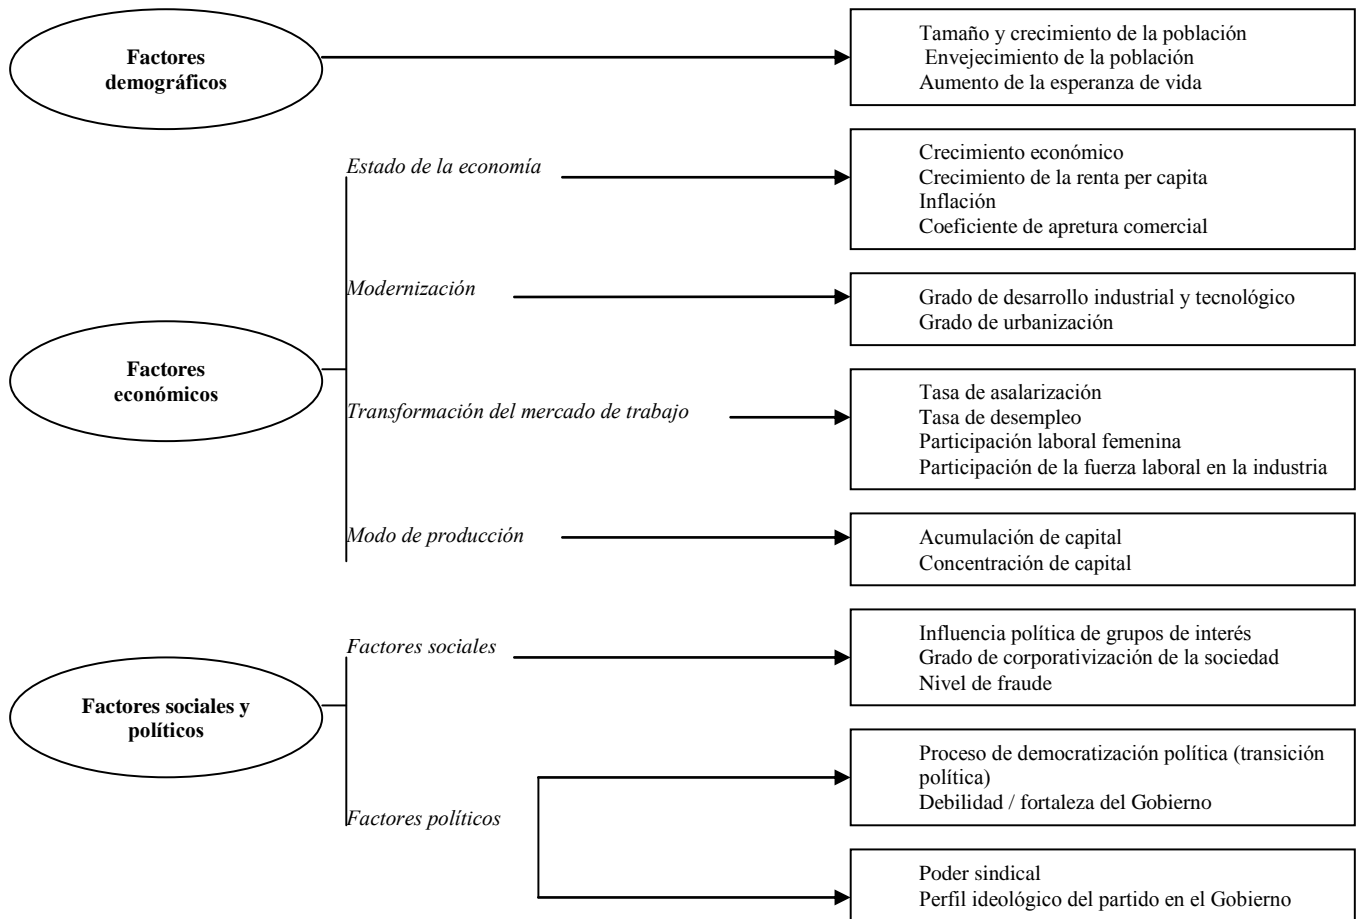 Factores
demográficos
Tamaño y crecimiento de la población
Envejecimiento de la población
Aumento de la esperanza de vida
Factores
económicos
Estado de la economía
Crecimiento económico
Crecimiento de la renta per capita
Inflación
Coeficiente de apretura comercial
Modernización
Grado de desarrollo industrial y tecnológico
Grado de urbanización
Transformación del mercado de trabajo
Tasa de asalarización
Tasa de desempleo
Participación laboral femenina
Participación de la fuerza laboral en la industria
Modo de producción
Acumulación de capital
Concentración de capital
Factores sociales y
políticos
Factores sociales
Influencia política de grupos de interés
Grado de corporativización de la sociedad
Nivel de fraude
Factores políticos
Proceso de democratización política (transición
política)
Debilidad / fortaleza del Gobierno
Poder sindical
Perfil ideológico del partido en el Gobierno